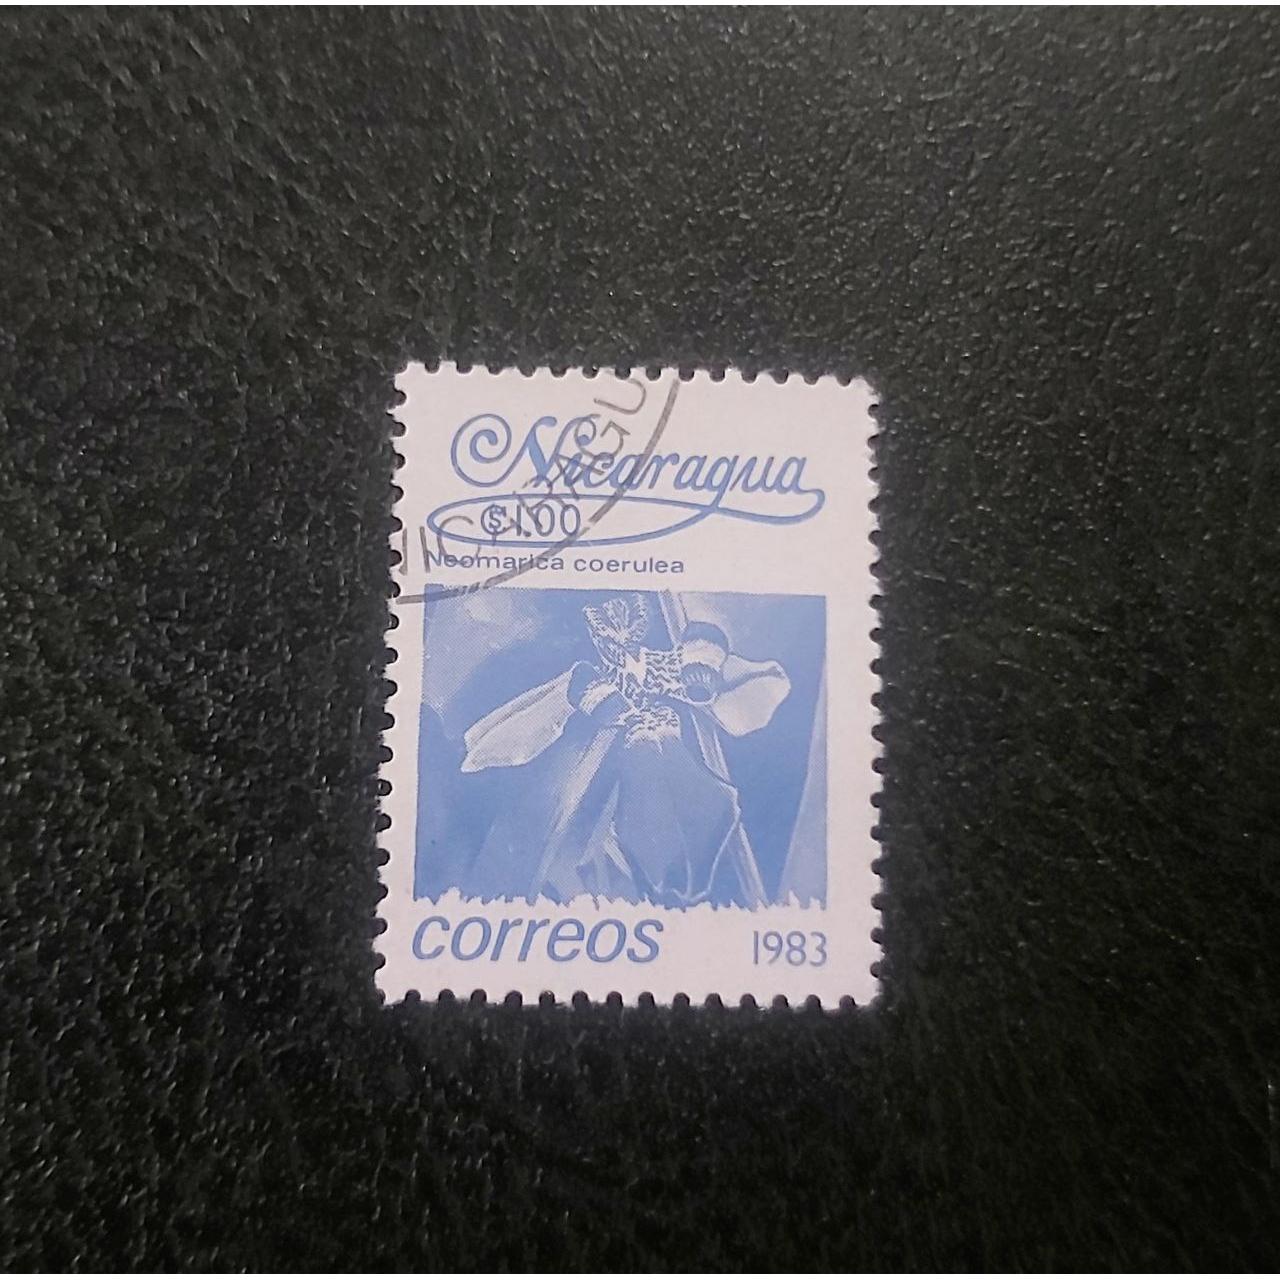 Nicaragua
₡1.00
Neomarica coerulea
correos 1983